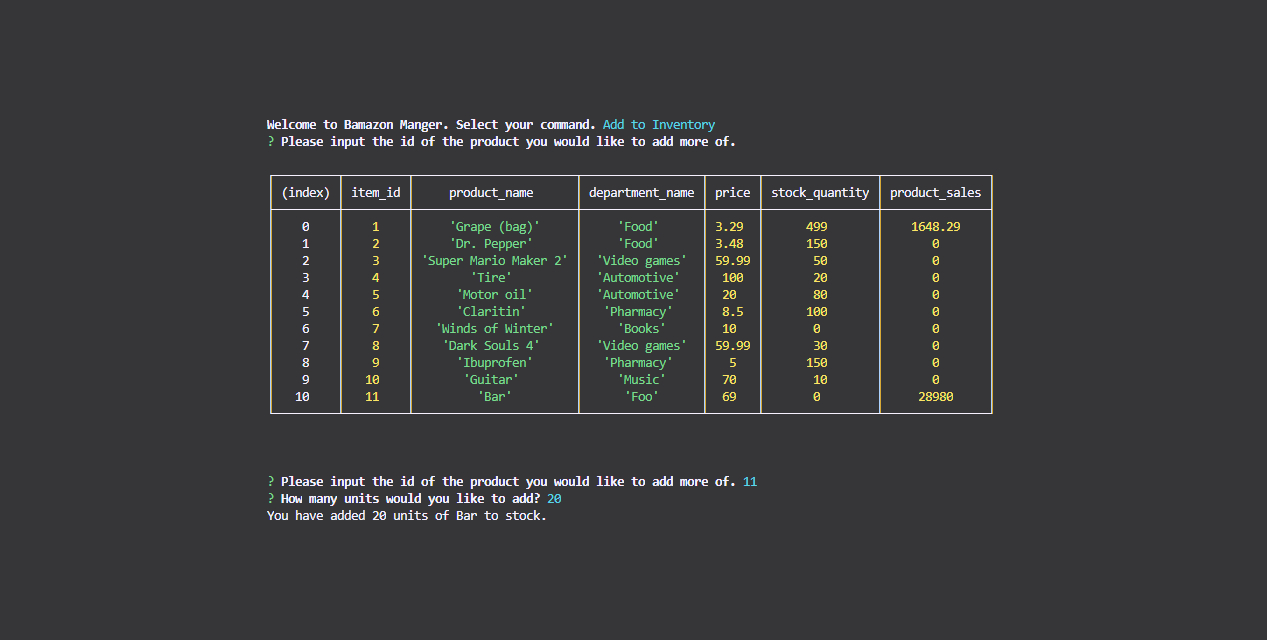 Welcome to Bamazon Manger. Select your command. Add to Inventory
? Please input the id of the product you would like to add more of.
(index) item_id product_name department_name price stock_quantity product_sales
0 1 'Grape (bag)' 'Food' 3.29 499 1648.29
1 2 'Dr. Pepper' 'Food' 3.48 150 0
2 3 'Super Mario Maker 2' 'Video games' 59.99 50 0
3 4 'Tire' 'Automotive' 100 20 0
4 5 'Motor oil' 'Automotive' 20 80 0
5 6 'Claritin' 'Pharmacy' 8.5 100 0
6 7 'Winds of Winter' 'Books' 10 0 0
7 8 'Dark Souls 4' 'Video games' 59.99 30 0
8 9 'Ibuprofen' 'Pharmacy' 5 150 0
9 10 'Guitar' 'Music' 70 10 0
10 11 'Bar' 'Foo' 69 0 28980
? Please input the id of the product you would like to add more of. 11
? How many units would you like to add? 20
You have added 20 units of Bar to stock.